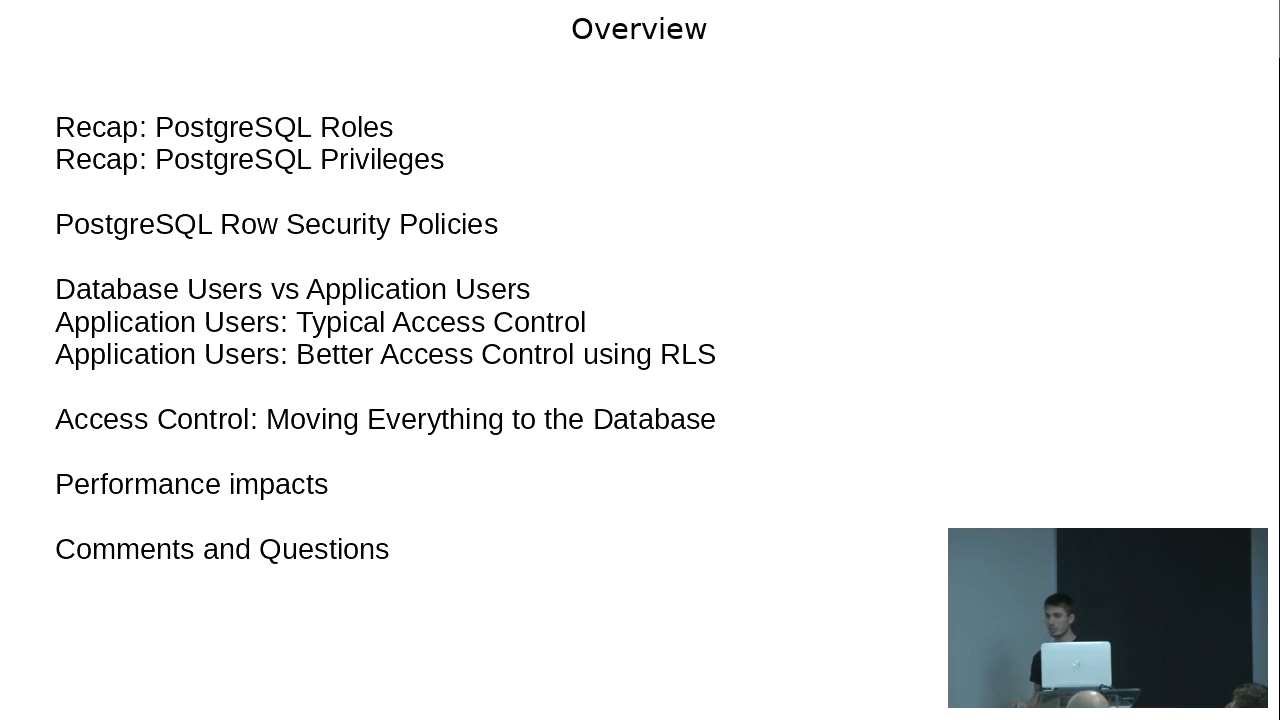 Overview
Recap: PostgreSQL Roles
Recap: PostgreSQL Privileges
PostgreSQL Row Security Policies
Database Users vs Application Users
Application Users: Typical Access Control
Application Users: Better Access Control using RLS
Access Control: Moving Everything to the Database
Performance impacts
Comments and Questions